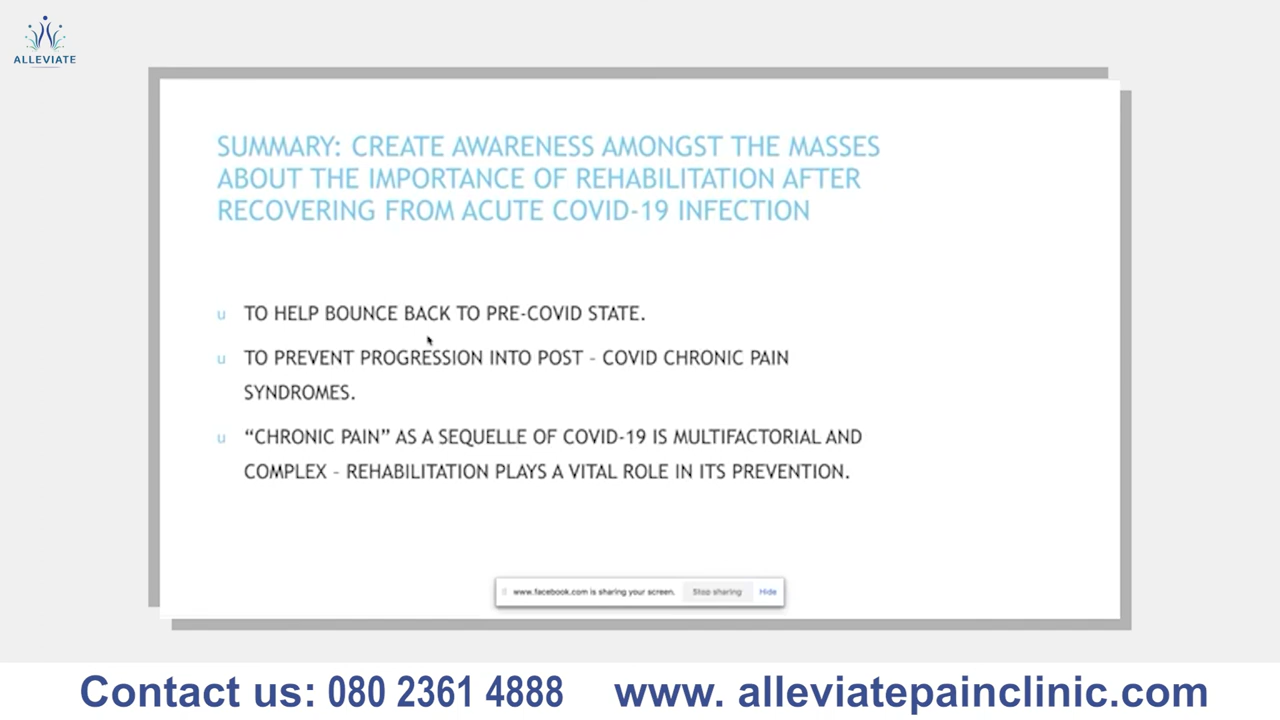 ALLEVIATE
SUMMARY: CREATE AWARENESS AMONGST THE MASSES
ABOUT THE IMPORTANCE OF REHABILITATION AFTER
RECOVERING FROM ACUTE COVID-19 INFECTION
u TO HELP BOUNCE BACK TO PRE-COVID STATE.
u TO PREVENT PROGRESSION INTO POST – COVID CHRONIC PAIN
SYNDROMES.
u “CHRONIC PAIN” AS A SEQUELLE OF COVID-19 IS MULTIFACTORIAL AND
COMPLEX – REHABILITATION PLAYS A VITAL ROLE IN ITS PREVENTION.
www.facebook.com is sharing your screen. Stop sharing Hide
Contact us: 080 2361 4888 www. alleviatepainclinic.com